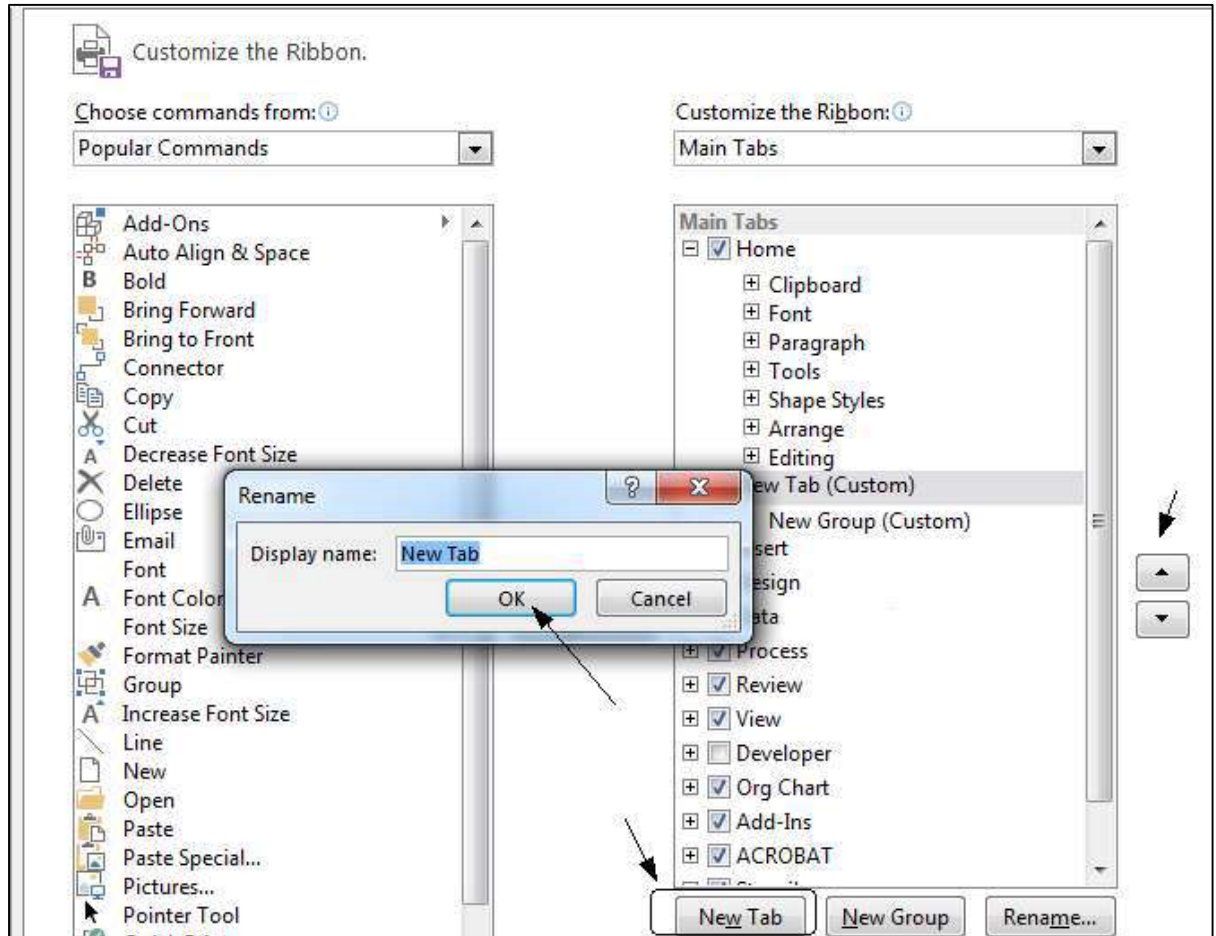 Customize the Ribbon.
Choose commands from:
Popular Commands
Add-Ons
Auto Align & Space
Bold
Bring Forward
Bring to Front
Connector
Copy
Cut
Decrease Font Size
Delete
Ellipse
Email
Font
Font Color
Font Size
Format Painter
Group
Increase Font Size
Line
New
Open
Paste
Paste Special...
Pictures...
Pointer Tool
Customize the Ribbon:
Main Tabs
Main Tabs
Home
Clipboard
Font
Paragraph
Tools
Shape Styles
Arrange
Editing
ew Tab (Custom)
New Group (Custom)
sert
esign
ata
Process
Review
View
Developer
Org Chart
Add-Ins
ACROBAT
New Tab
New Group
Rename...
Rename
Display name: New Tab
OK
Cancel